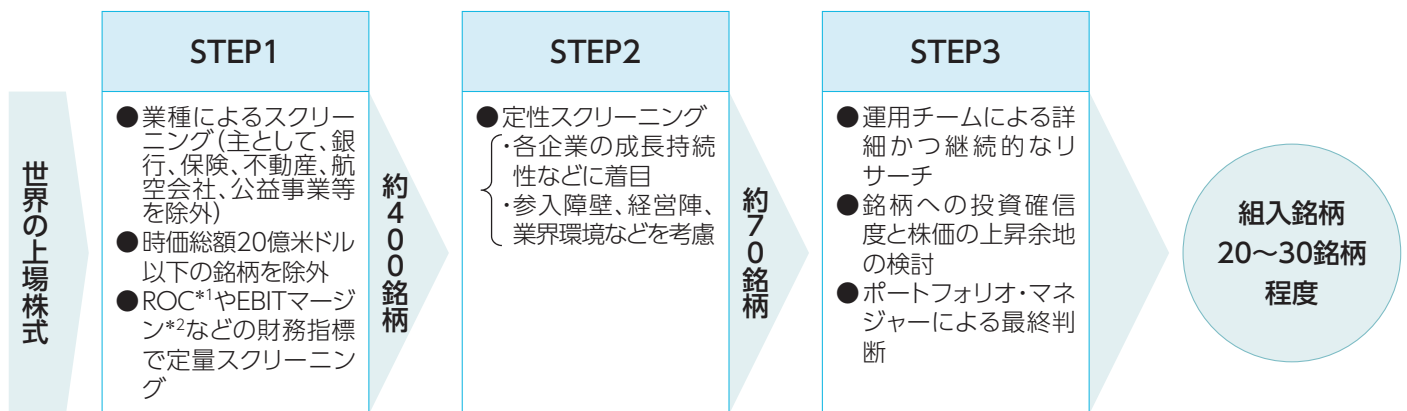 世界の上場株式
STEP1
●業種によるスクリー
ニング(主として、銀
行、保険、不動産、航
空会社、公益事業等
を除外)
●時価総額20億米ドル
以下の銘柄を除外
●ROC*1やEBITマージ
ン*2などの財務指標
で定量スクリーニン
グ
約400銘柄
STEP2
●定性スクリーニング
・各企業の成長持続
性などに着目
・参入障壁、経営陣、
業界環境などを考慮
約70銘柄
STEP3
●運用チームによる詳
細かつ継続的なリ
サーチ
●銘柄への投資確信
度と株価の上昇余地
の検討
●ポートフォリオ・マネ
ジャーによる最終判
断
組入銘柄
20〜30銘柄
程度